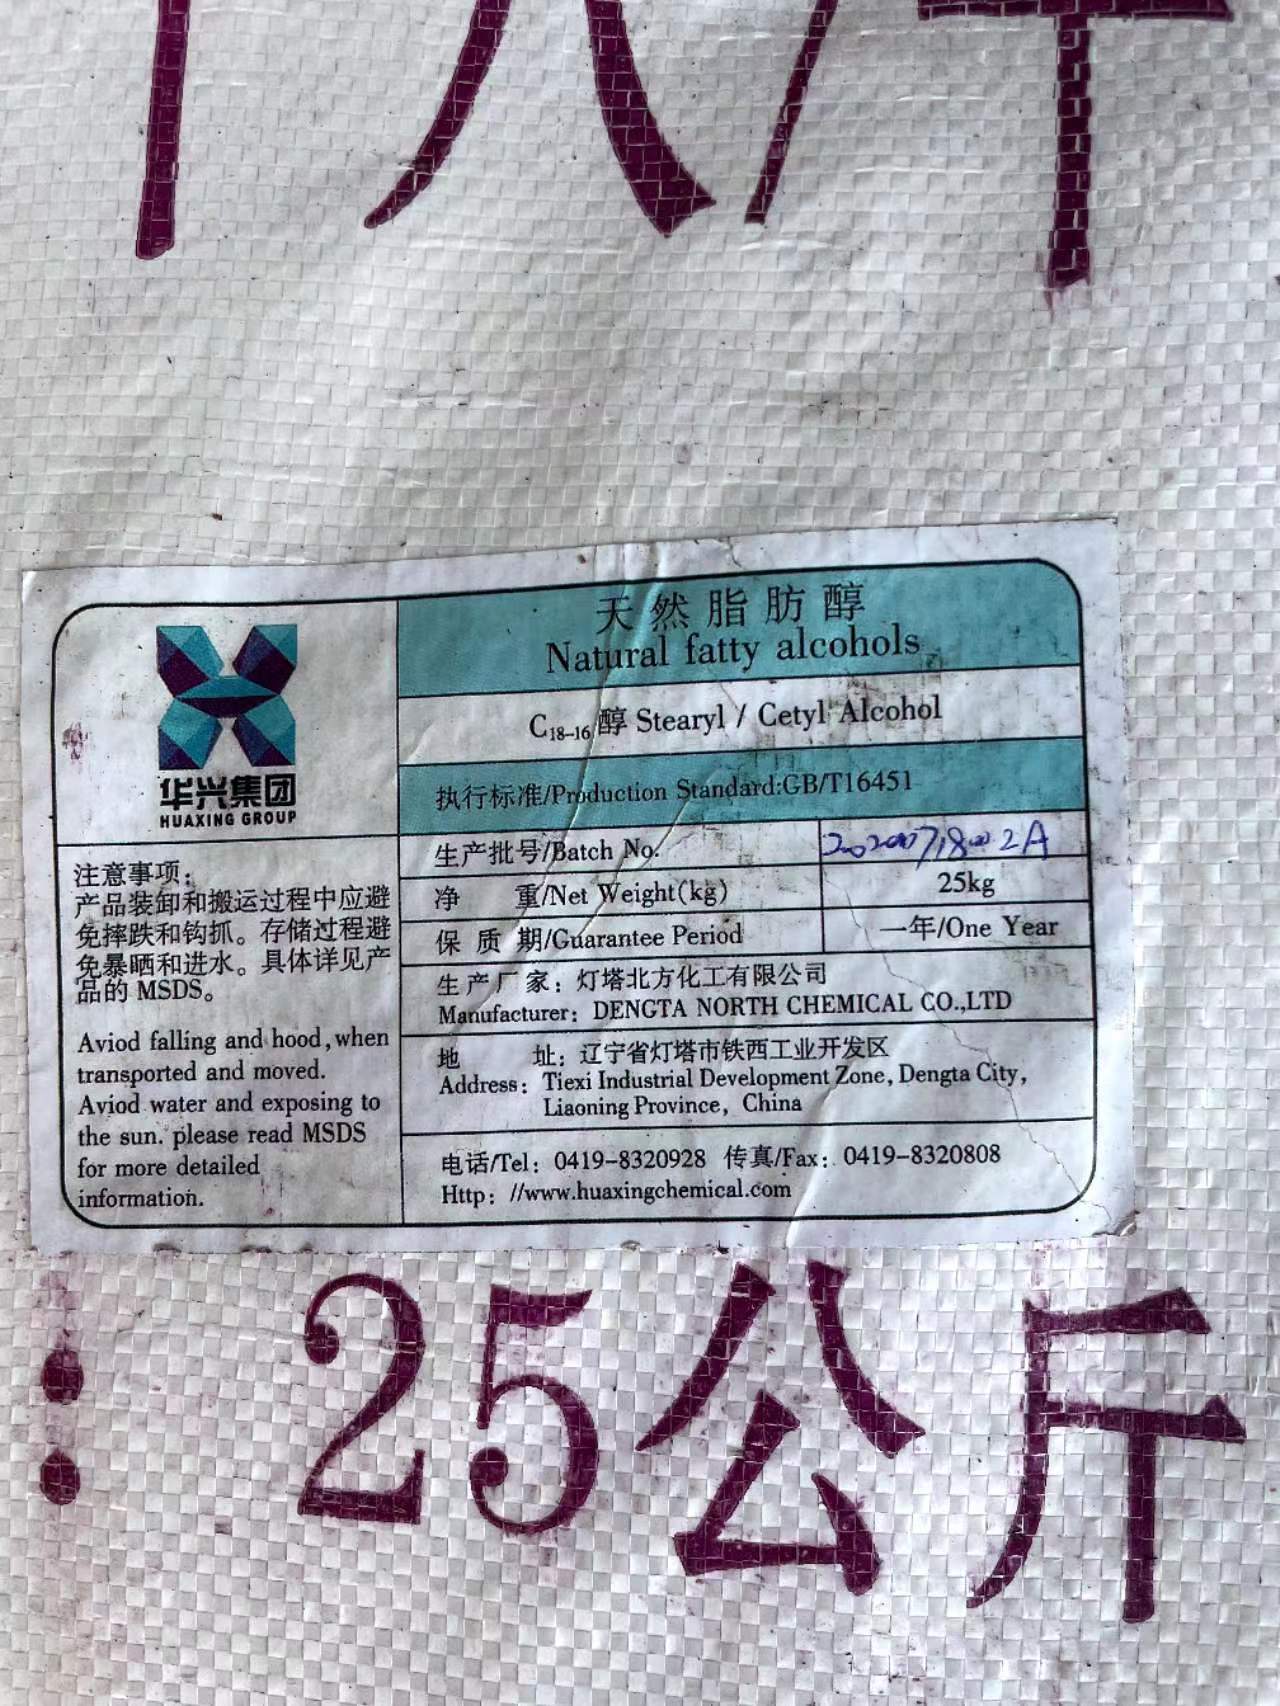 华兴集团
HUAXING GROUP
天然脂肪醇
Natural fatty alcohols
C18-16醇 Stearyl / Cetyl Alcohol
执行标准/Production Standard:GB/T16451
生产批号/Batch No.
净 重/Net Weight(kg) 25kg
保 质 期/Guarantee Period 一年/One Year
生 产 厂 家：灯塔北方化工有限公司
Manufacturer: DENGTA NORTH CHEMICAL CO.,LTD
地 址：辽宁省灯塔市铁西工业开发区
Address: Tiexi Industrial Development Zone, Dengta City,
Liaoning Province, China
电话/Tel: 0419-8320928 传真/Fax: 0419-8320808
Http: //www.huaxingchemical.com
注意事项：
产品装卸和搬运过程中应避
免摔跌和钩抓。存储过程避
免暴晒和进水。具体详见产
品的 MSDS。
Aviod falling and hood,when
transported and moved.
Aviod water and exposing to
the sun. please read MSDS
for more detailed
information.
：25公斤